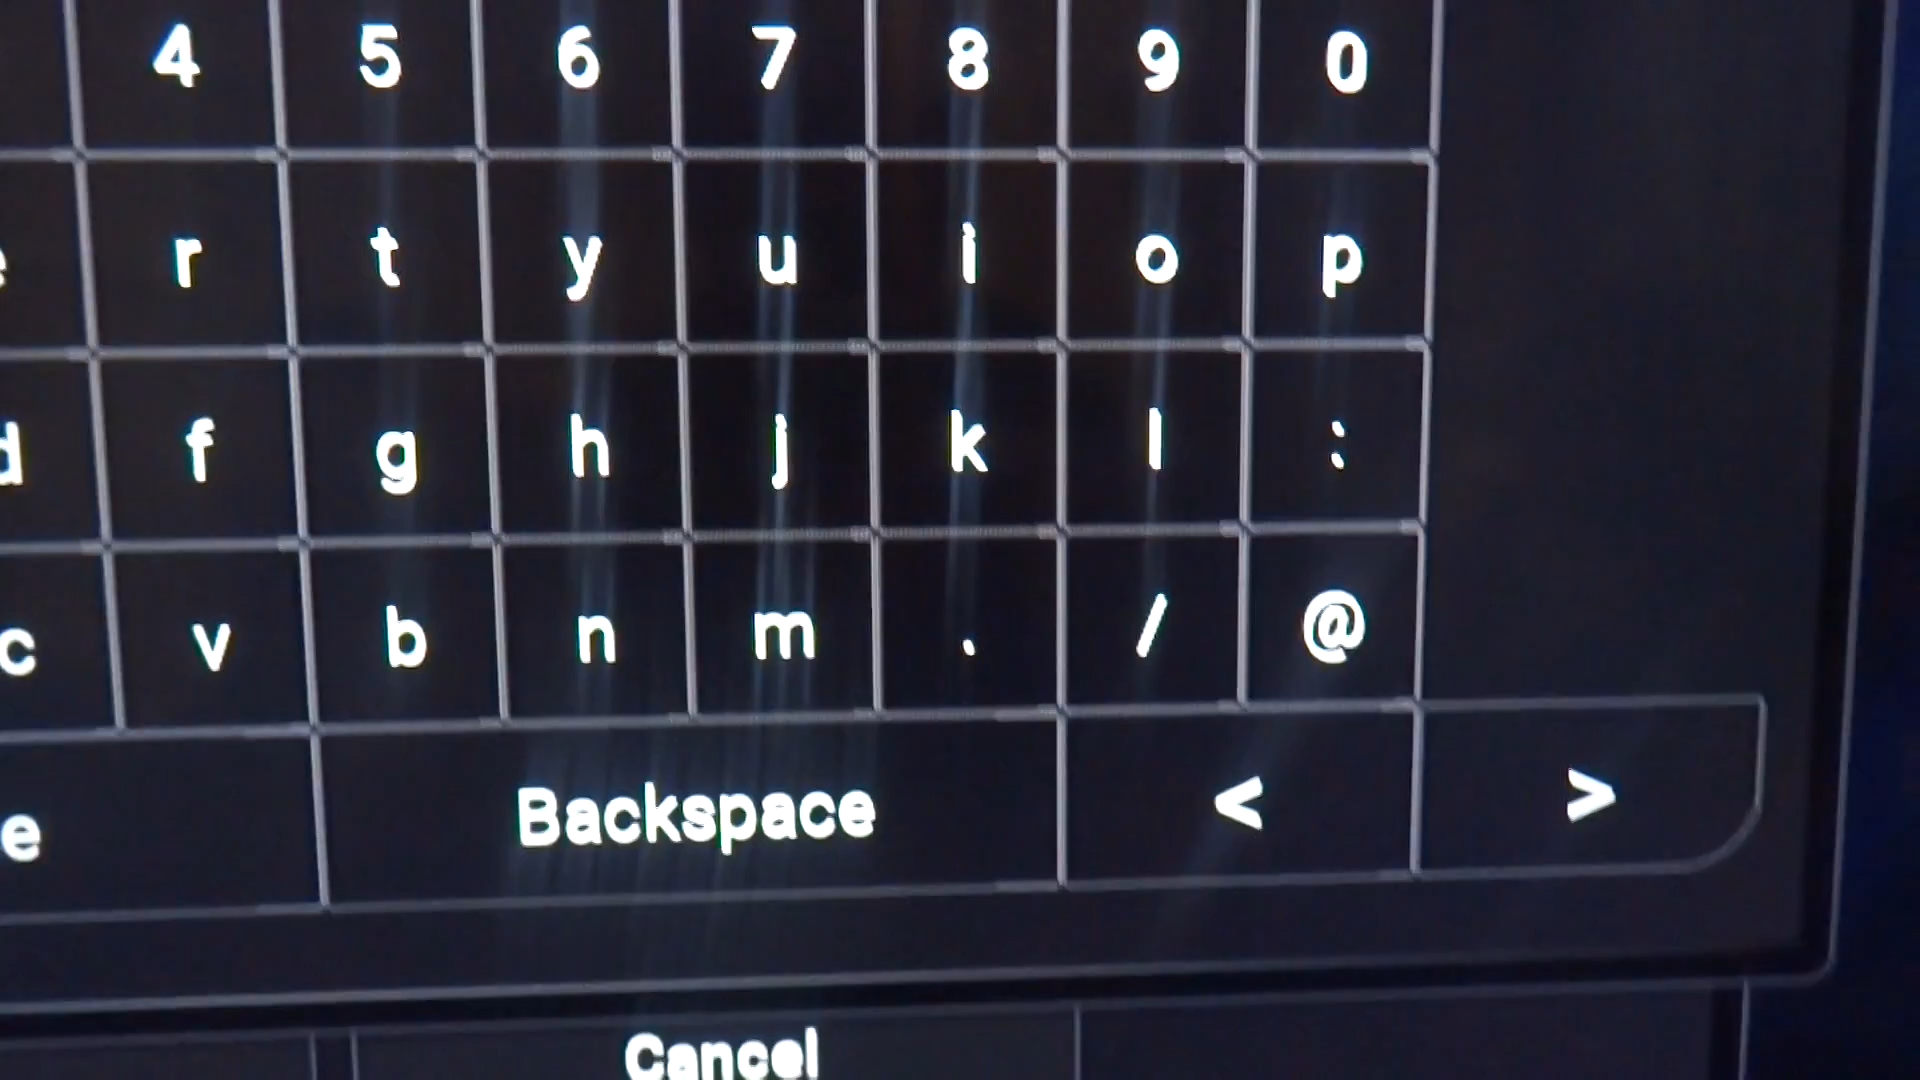 4 5 6 7 8 9 0
e r t y u i o p
d f g h j k l :
c v b n m . / @
e Backspace < >
Cancel